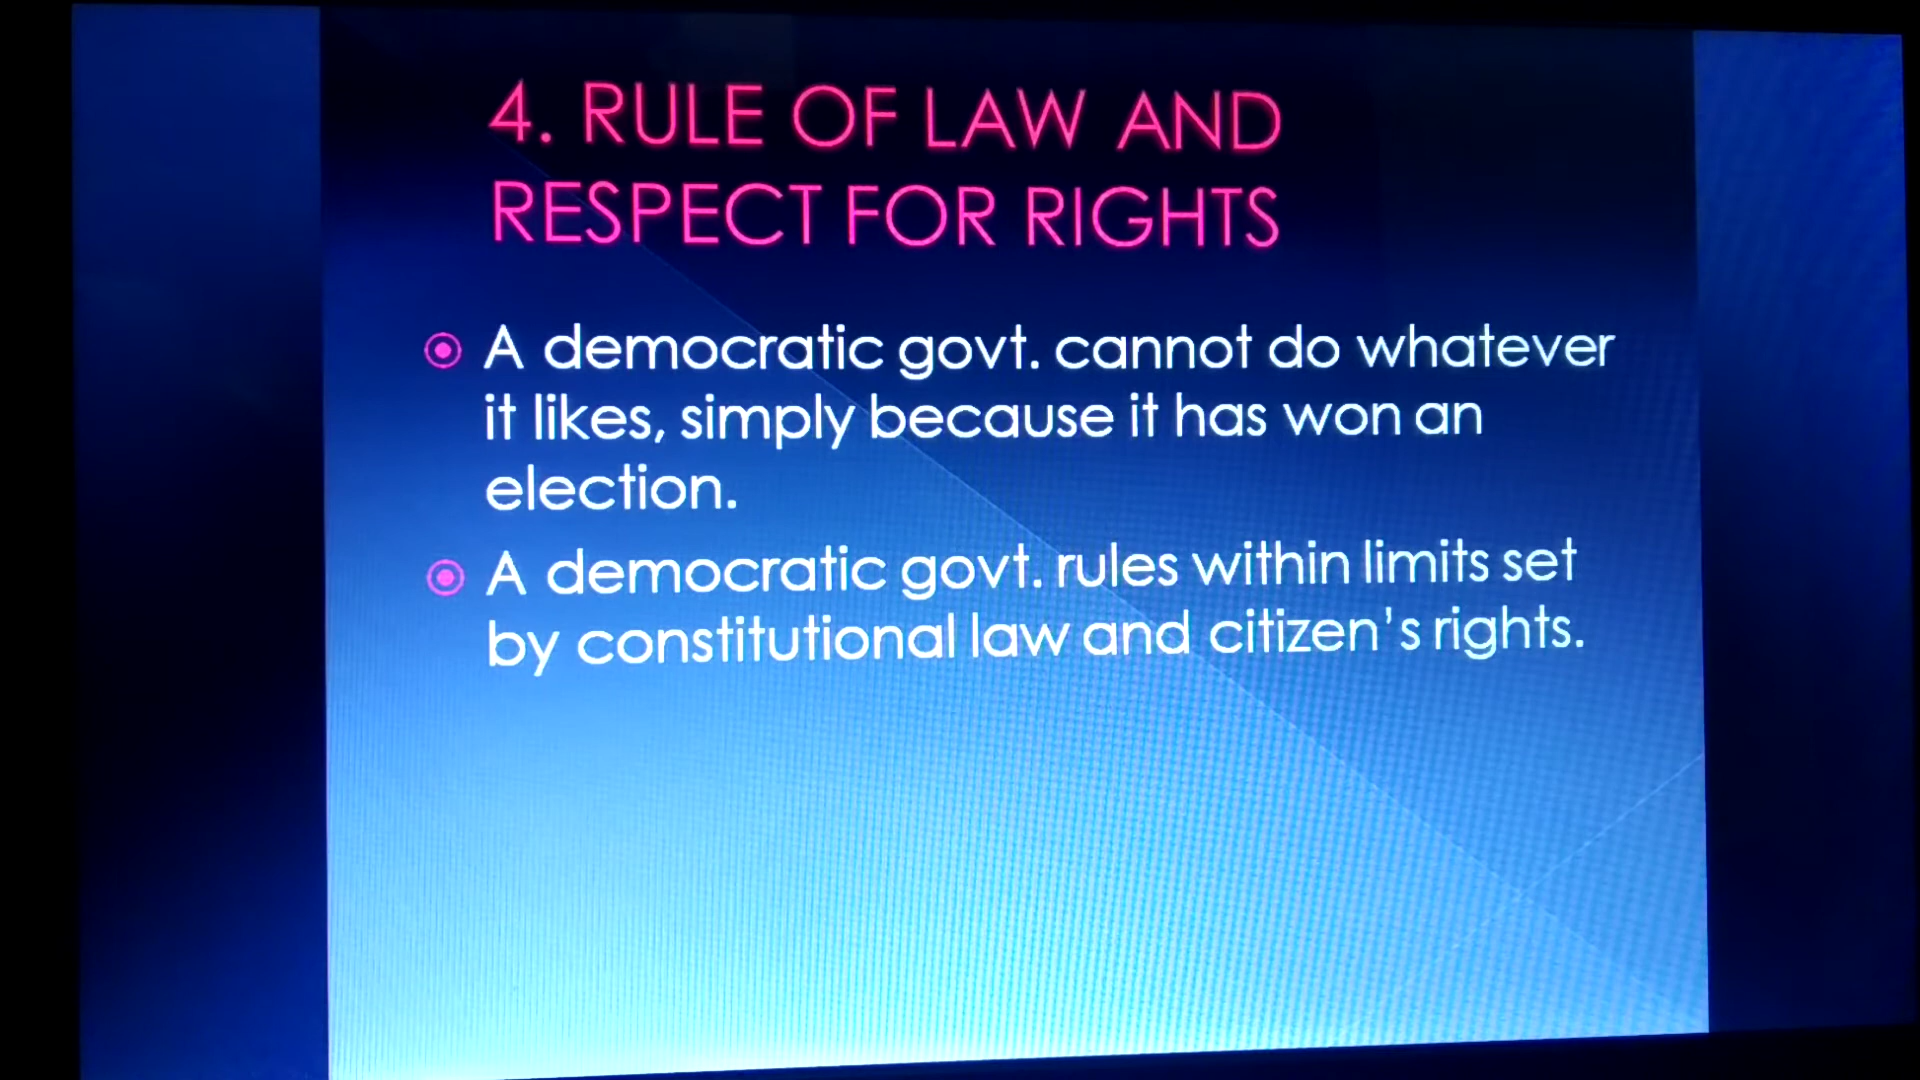 4. RULE OF LAW AND
RESPECT FOR RIGHTS
A democratic govt. cannot do whatever
it likes, simply because it has won an
election.
A democratic govt. rules within limits set
by constitutional law and citizen's rights.